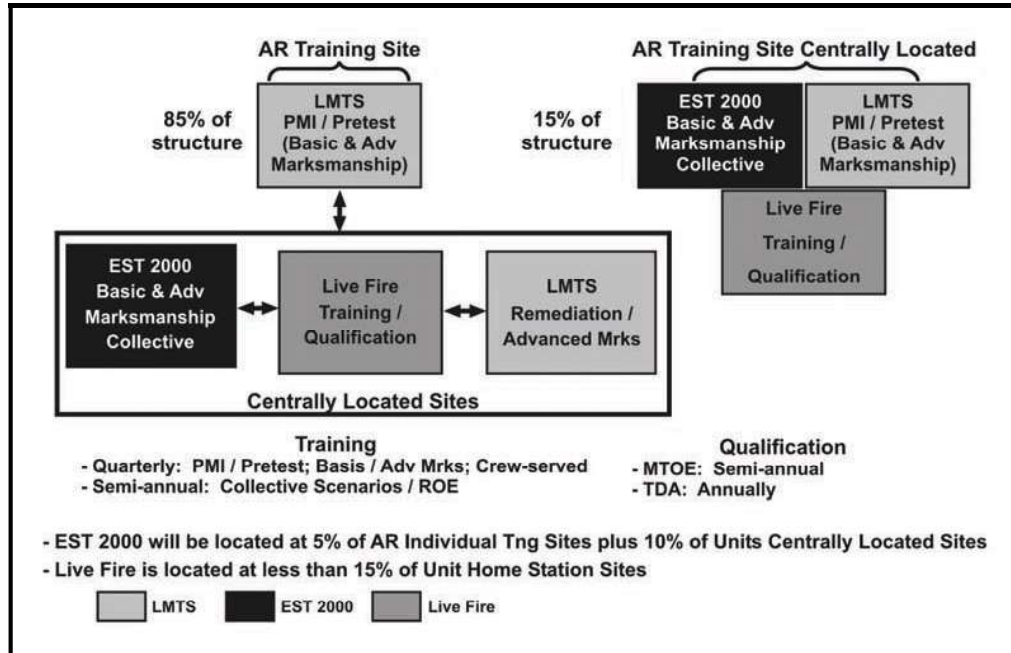 AR Training Site
85% of
structure
LMTS
PMI / Pretest
(Basic & Adv
Marksmanship)
AR Training Site Centrally Located
15% of
structure
EST 2000
Basic & Adv
Marksmanship
Collective
LMTS
PMI / Pretest
(Basic & Adv
Marksmanship)
Live Fire
Training /
Qualification
EST 2000
Basic & Adv
Marksmanship
Collective
Live Fire
Training /
Qualification
LMTS
Remediation /
Advanced Mrks
Centrally Located Sites
Training
- Quarterly: PMI / Pretest; Basis / Adv Mrks; Crew-served
- Semi-annual: Collective Scenarios / ROE
Qualification
- MTOE: Semi-annual
- TDA: Annually
- EST 2000 will be located at 5% of AR Individual Tng Sites plus 10% of Units Centrally Located Sites
- Live Fire is located at less than 15% of Unit Home Station Sites
LMTS
EST 2000
Live Fire